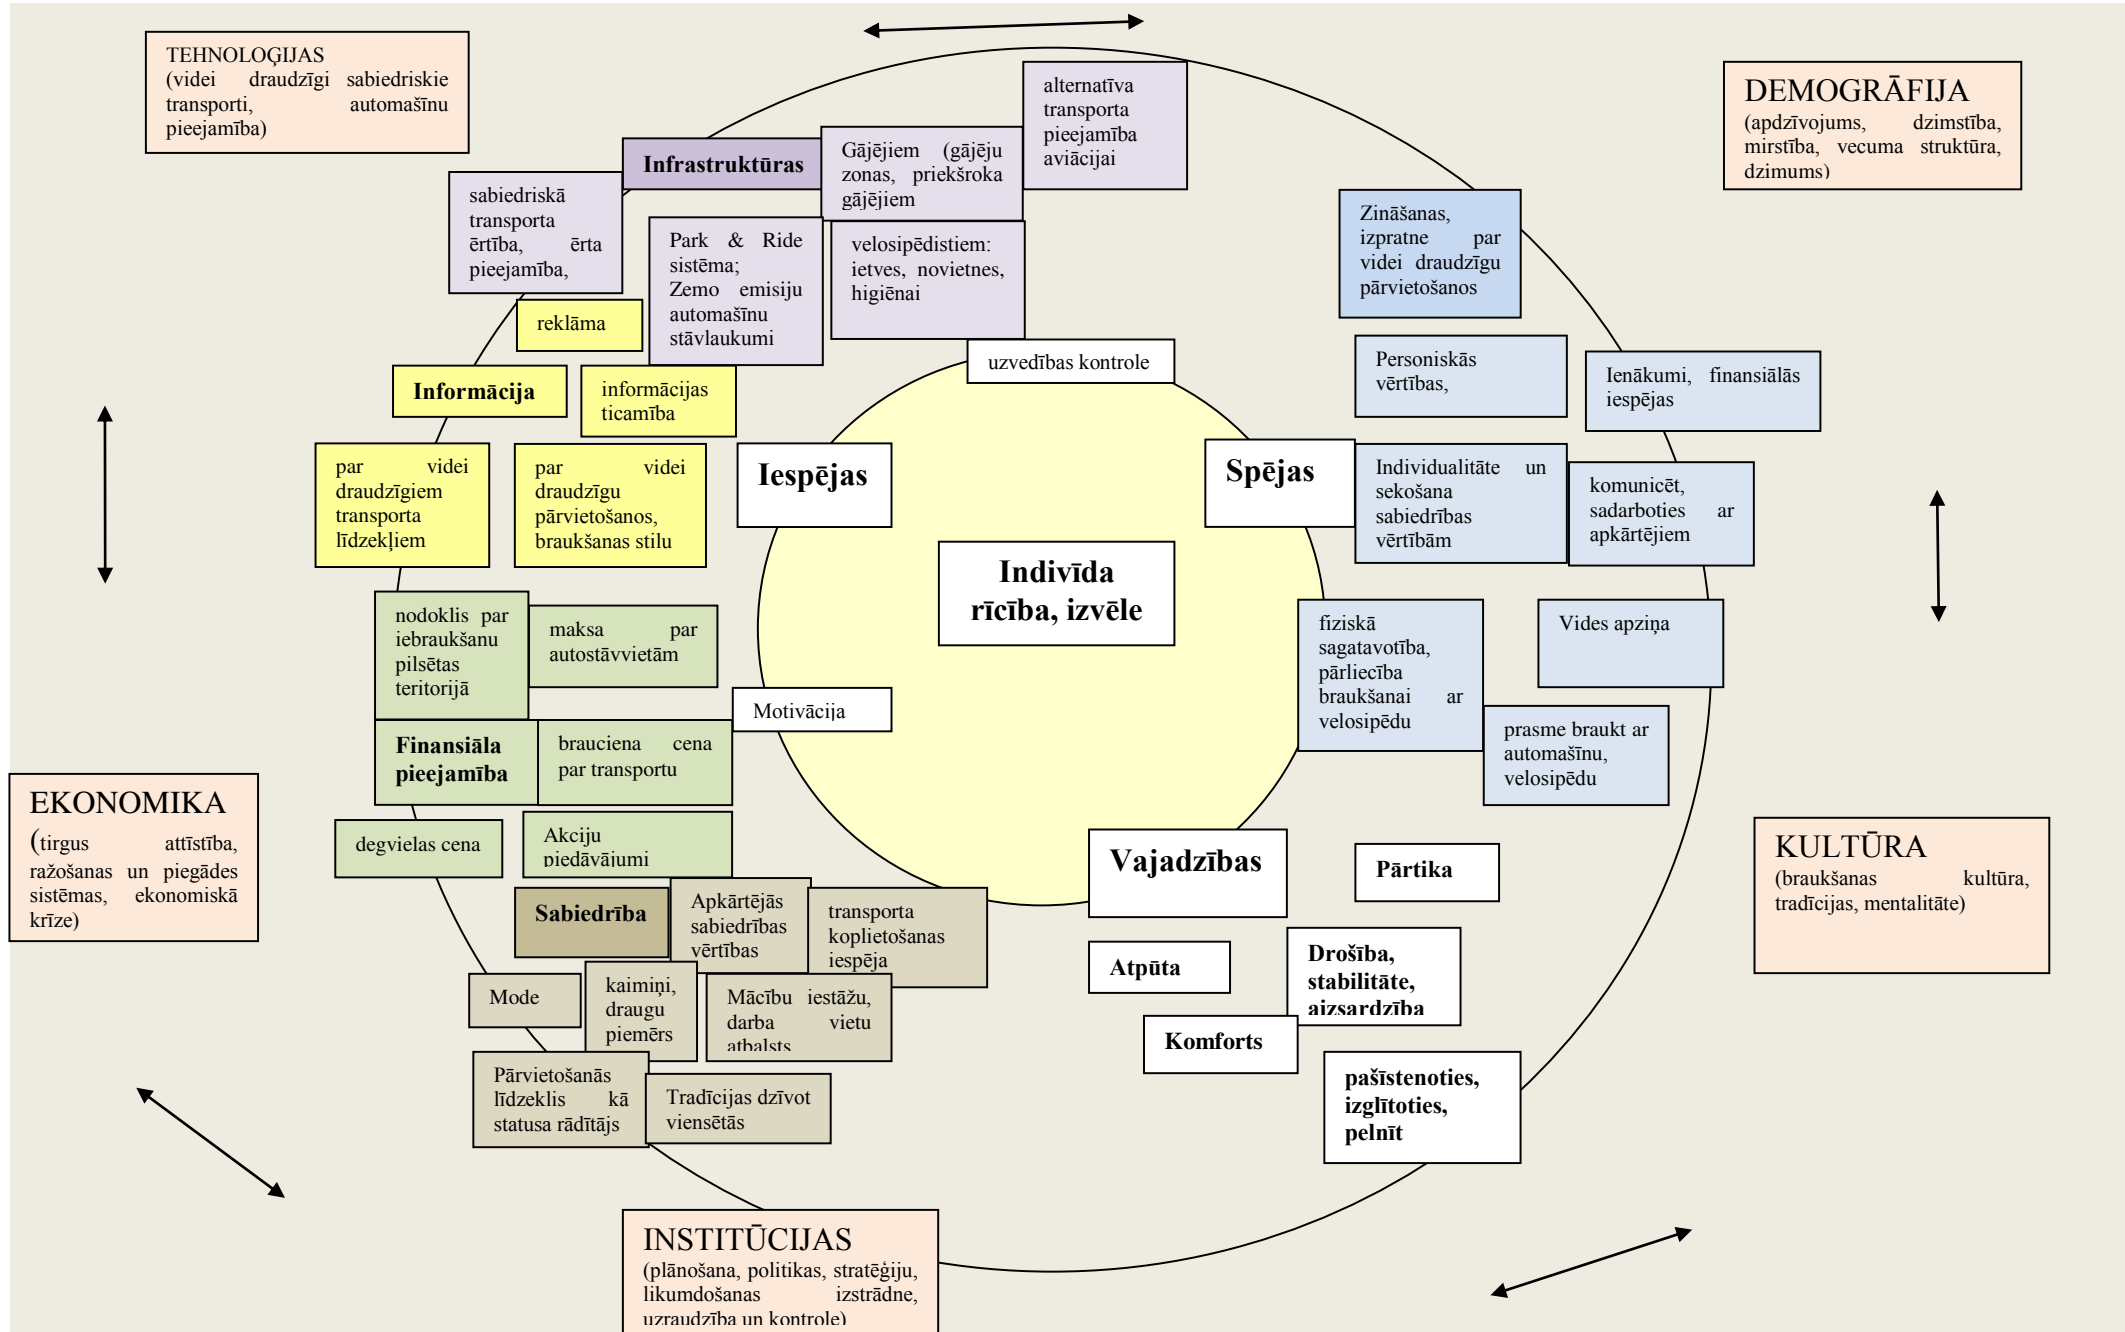 TEHNOLOĢIJAS
(videi draudzīgi sabiedriskie
transporti, automašīnu
pieejamība)
DEMOGRĀFIJA
(apdzīvojums, dzimstība,
mirstība, vecuma struktūra,
dzimums)
alternatīva
transporta
pieejamība
aviācijai
Infrastruktūras
Gājējiem (gājēju
zonas, priekšroka
gājējiem
sabiedriskā
transporta
ērtība, ērta
pieejamība,
Park & Ride
sistēma;
Zemo emisiju
automašīnu
stāvlaukumi
velosipēdistiem:
ietves, novietnes,
higiēnai
Zināšanas,
izpratne par
videi draudzīgu
pārvietošanos
reklāma
uzvedības kontrole
Personiskās
vērtības,
Ienākumi, finansiālās
iespējas
Informācija
informācijas
ticamība
par videi
draudzīgiem
transporta
līdzekļiem
par videi
draudzīgu
pārvietošanos,
braukšanas stilu
Iespējas
Spējas
Individualitāte un
sekošana
sabiedrības
vērtībām
komunicēt,
sadarboties ar
apkārtējiem
Indivīda
rīcība, izvēle
nodoklis par
iebraukšanu
pilsētas
teritorijā
maksa par
autostāvvietām
fiziskā
sagatavotība,
pārliecība
braukšanai ar
velosipēdu
Vides apziņa
Motivācija
Finansiāla
pieejamība
brauciena cena
par transportu
prasme braukt ar
automašīnu,
velosipēdu
EKONOMIKA
(tirgus attīstība,
ražošanas un piegādes
sistēmas, ekonomiskā
krīze)
degvielas cena
Akciju
piedāvājumi
Vajadzības
Pārtika
KULTŪRA
(braukšanas kultūra,
tradīcijas, mentalitāte)
Sabiedrība
Apkārtējās
sabiedrības
vērtības
transporta
koplietošanas
iespēja
Atpūta
Drošība,
stabilitāte,
aizsardzība
Mode
kaimiņi,
draugu
piemērs
Mācību iestāžu,
darba vietu
atbalsts
Komforts
Pārvietošanās
līdzeklis kā
statusa rādītājs
Tradīcijas dzīvot
viensētās
pašīstenoties,
izglītoties,
pelnīt
INSTITŪCIJAS
(plānošana, politikas, stratēģiju,
likumdošanas izstrādne,
uzraudzība un kontrole)